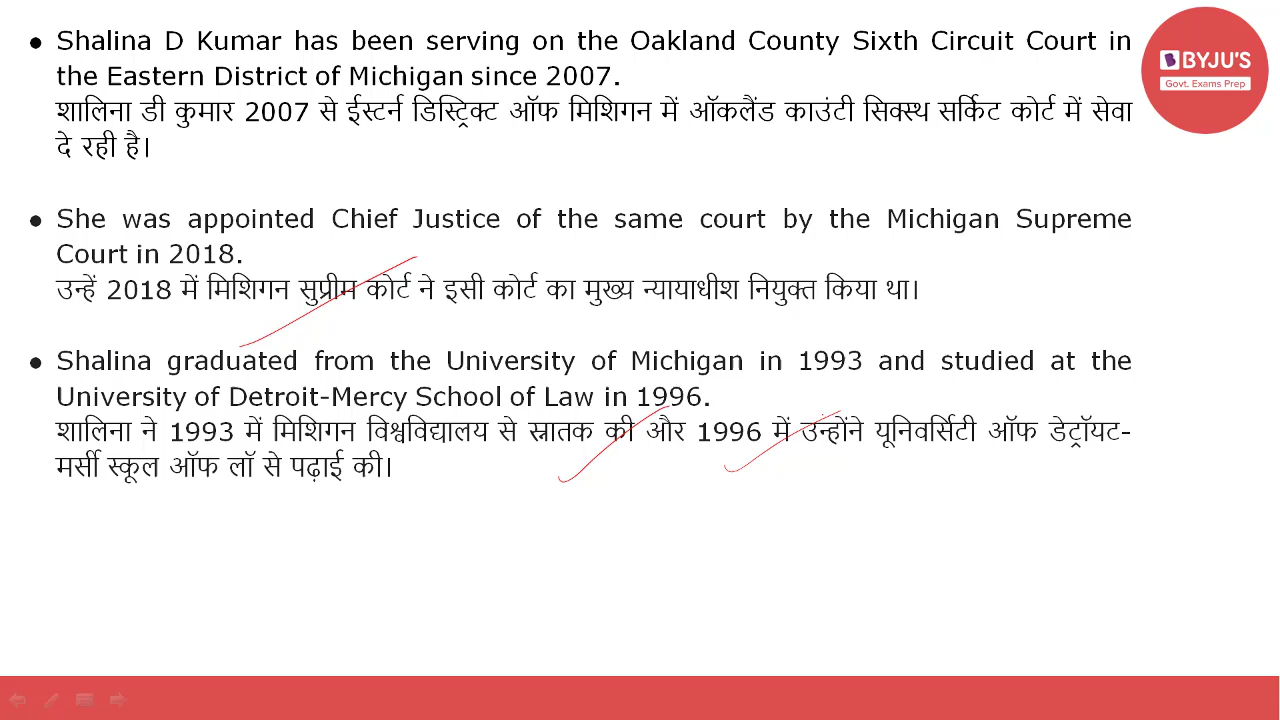 Shalina D Kumar has been serving on the Oakland County Sixth Circuit Court in
the Eastern District of Michigan since 2007.
शालिना डी कुमार 2007 से ईस्टर्न डिस्ट्रिक्ट ऑफ मिशिगन में ऑकलैंड काउंटी सिक्स्थ सर्किट कोर्ट में सेवा
दे रही है।
She was appointed Chief Justice of the same court by the Michigan Supreme
Court in 2018.
उन्हें 2018 में मिशिगन सुप्रीम कोर्ट ने इसी कोर्ट का मुख्य न्यायाधीश नियुक्त किया था।
Shalina graduated from the University of Michigan in 1993 and studied at the
University of Detroit-Mercy School of Law in 1996.
शालिना ने 1993 में मिशिगन विश्वविद्यालय से स्नातक की और 1996 में उन्होंने यूनिवर्सिटी ऑफ डेट्रॉयट-
मर्सी स्कूल ऑफ लॉ से पढ़ाई की।
BYJU'S
Govt. Exams Prep